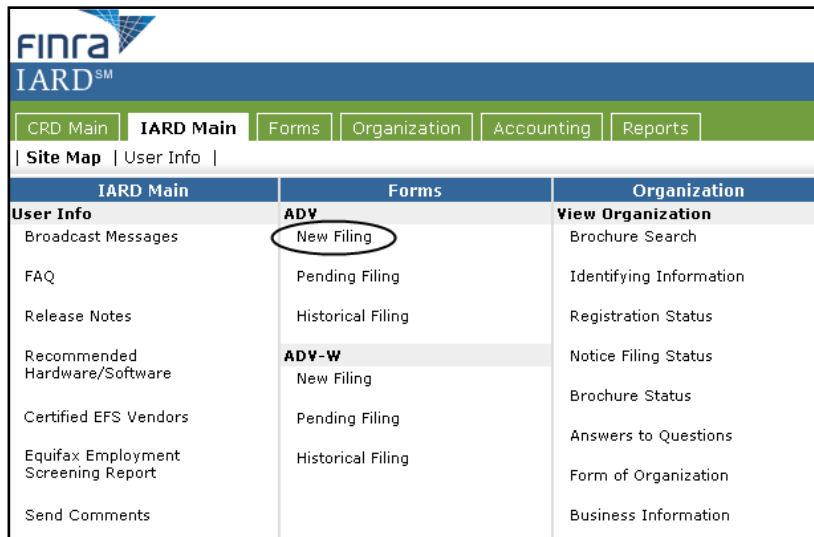 Finra
IARD℠
CRD Main IARD Main Forms Organization Accounting Reports
| Site Map | User Info |
IARD Main Forms Organization
User Info
Broadcast Messages
FAQ
Release Notes
Recommended
Hardware/Software
Certified EFS Vendors
Equifax Employment
Screening Report
Send Comments
ADV
New Filing
Pending Filing
Historical Filing
ADV-W
New Filing
Pending Filing
Historical Filing
View Organization
Brochure Search
Identifying Information
Registration Status
Notice Filing Status
Brochure Status
Answers to Questions
Form of Organization
Business Information